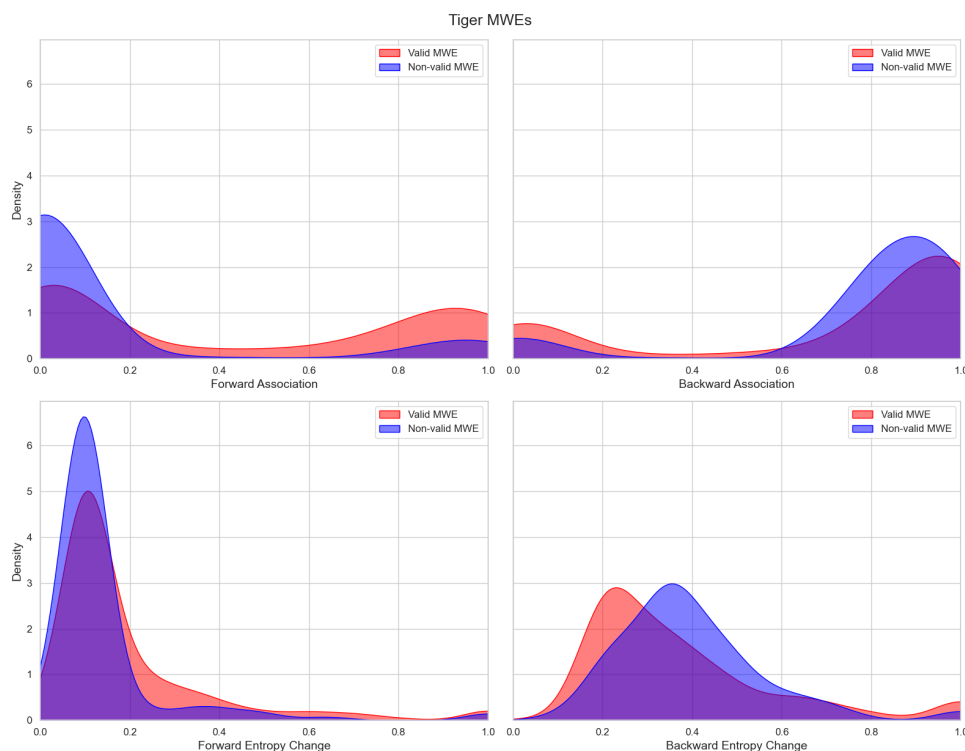 Tiger MWEs
Valid MWE
Non-valid MWE
6
5
4
3
2
1
0
Density
0.0
0.2
0.4
0.6
0.8
1.0
Forward Association
Valid MWE
Non-valid MWE
0.0
0.2
0.4
0.6
0.8
1.0
Backward Association
Valid MWE
Non-valid MWE
6
5
4
3
2
1
0
Density
0.0
0.2
0.4
0.6
0.8
1.0
Forward Entropy Change
Valid MWE
Non-valid MWE
0.0
0.2
0.4
0.6
0.8
1.0
Backward Entropy Change